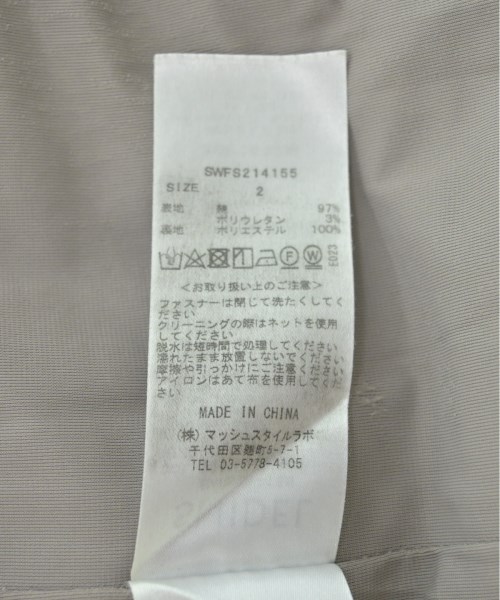 SWFS214155
SIZE 2
表地 綿 97%
ポリウレタン 3%
裏地 ポリエステル 100%
F W E023
<お取り扱い上のご注意>
ファスナーは閉じて洗たくしてく
ださい
クリーニングの際はネットを使用
してください
脱水は短時間で処理してください
濡れたまま放置しないでください
摩擦や引っかけにご注意ください
アイロンはあて布を使用してくだ
さい
MADE IN CHINA
(株)マッシュスタイルラボ
千代田区麹町5-7-1
TEL 03-5778-4105